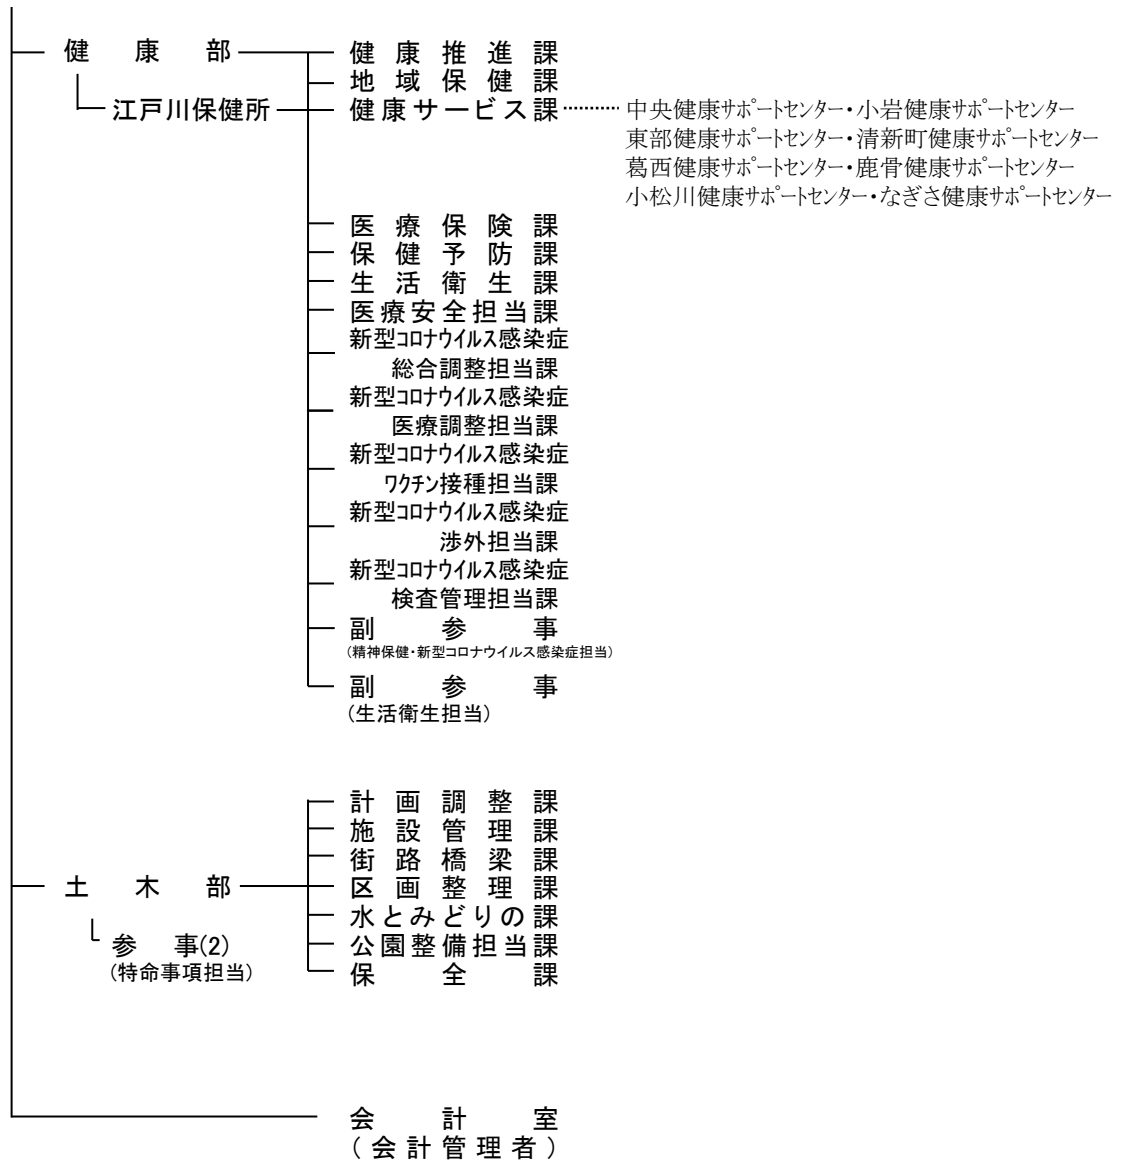 健康部
健康推進課
地域保健課
江戸川保健所
健康サービス課
中央健康サポートセンター・小岩健康サポートセンター
東部健康サポートセンター・清新町健康サポートセンター
葛西健康サポートセンター・鹿骨健康サポートセンター
小松川健康サポートセンター・なぎさ健康サポートセンター
医療保険課
保健予防課
生活衛生課
医療安全担当課
新型コロナウイルス感染症
総合調整担当課
新型コロナウイルス感染症
医療調整担当課
新型コロナウイルス感染症
ワクチン接種担当課
新型コロナウイルス感染症
渉外担当課
新型コロナウイルス感染症
検査管理担当課
副参事
(精神保健・新型コロナウイルス感染症担当)
副参事
(生活衛生担当)
計画調整課
施設管理課
街路橋梁課
土木部
区画整理課
水とみどりの課
参事(2)
公園整備担当課
(特命事項担当)
保全課
会計室
(会計管理者)